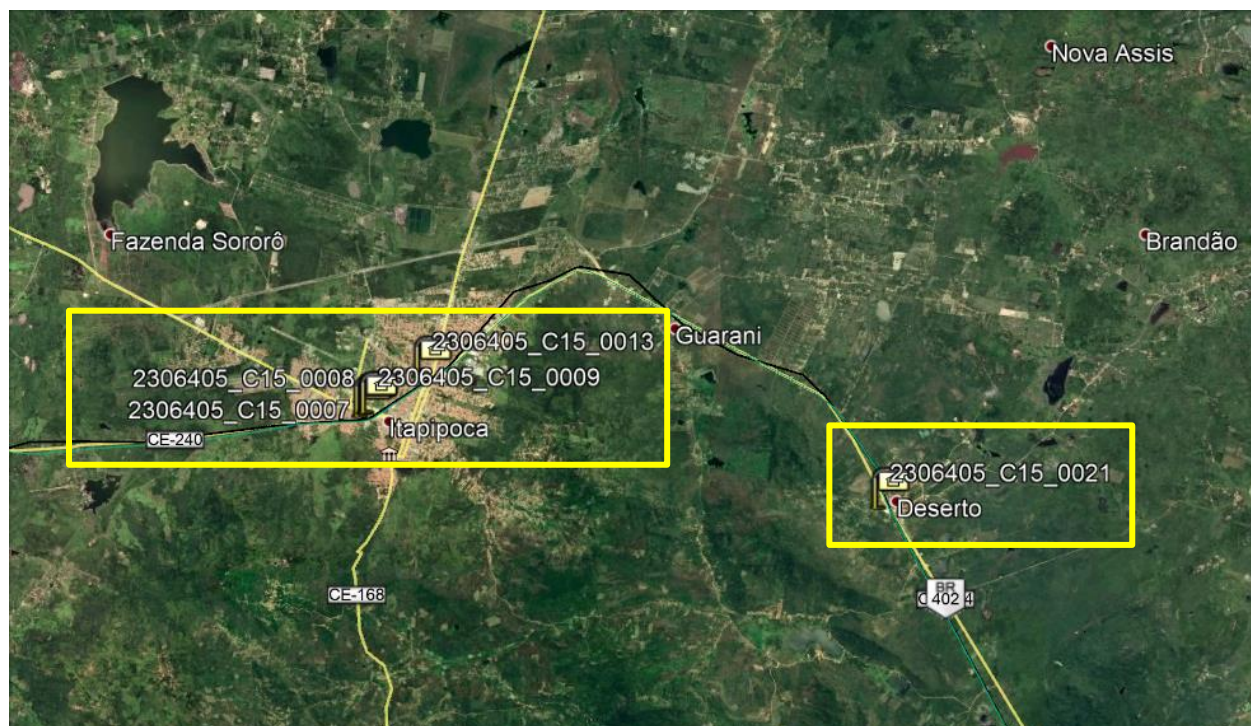 Nova Assis
Fazenda Sororô
Brandão
Guarani
2306405_C15_0013
2306405_C15_0008
2306405_C15_0009
2306405_C15_0007
Itapipoca
CE-240
2306405_C15_0021
Deserto
CE-168
BR
402